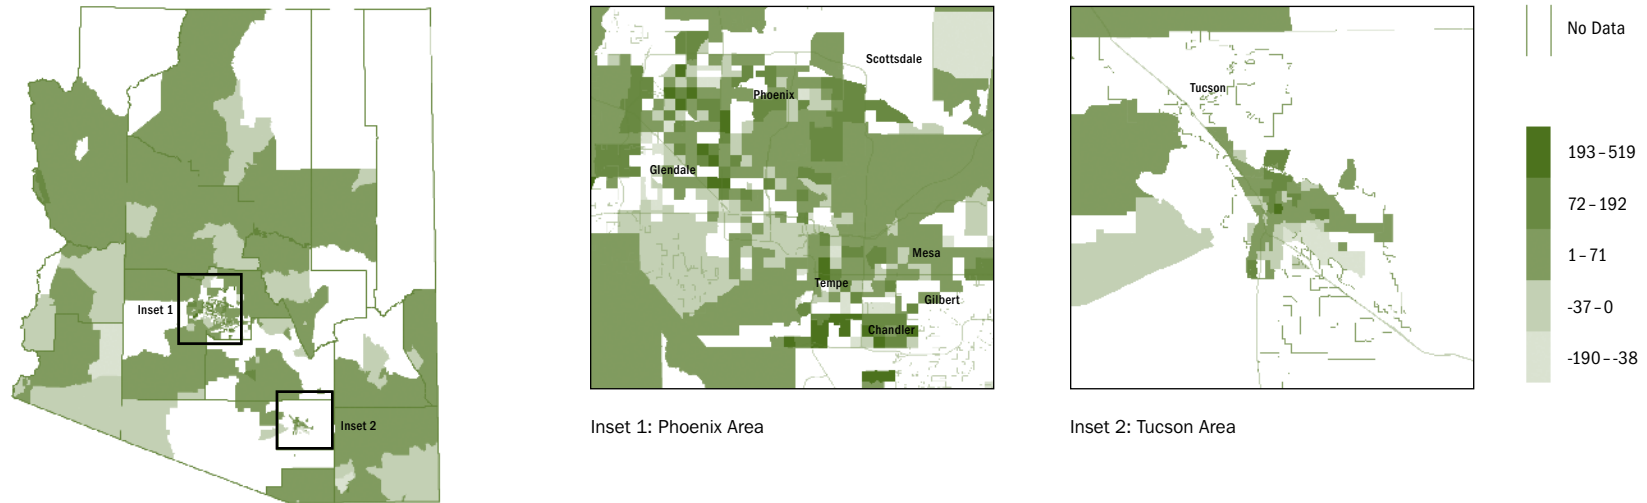 Inset 1
Inset 2
Scottsdale
Phoenix
Glendale
Mesa
Tempe
Gilbert
Chandler
Inset 1: Phoenix Area
Tucson
Inset 2: Tucson Area
No Data
193–519
72–192
1–71
-37–0
-190–-38